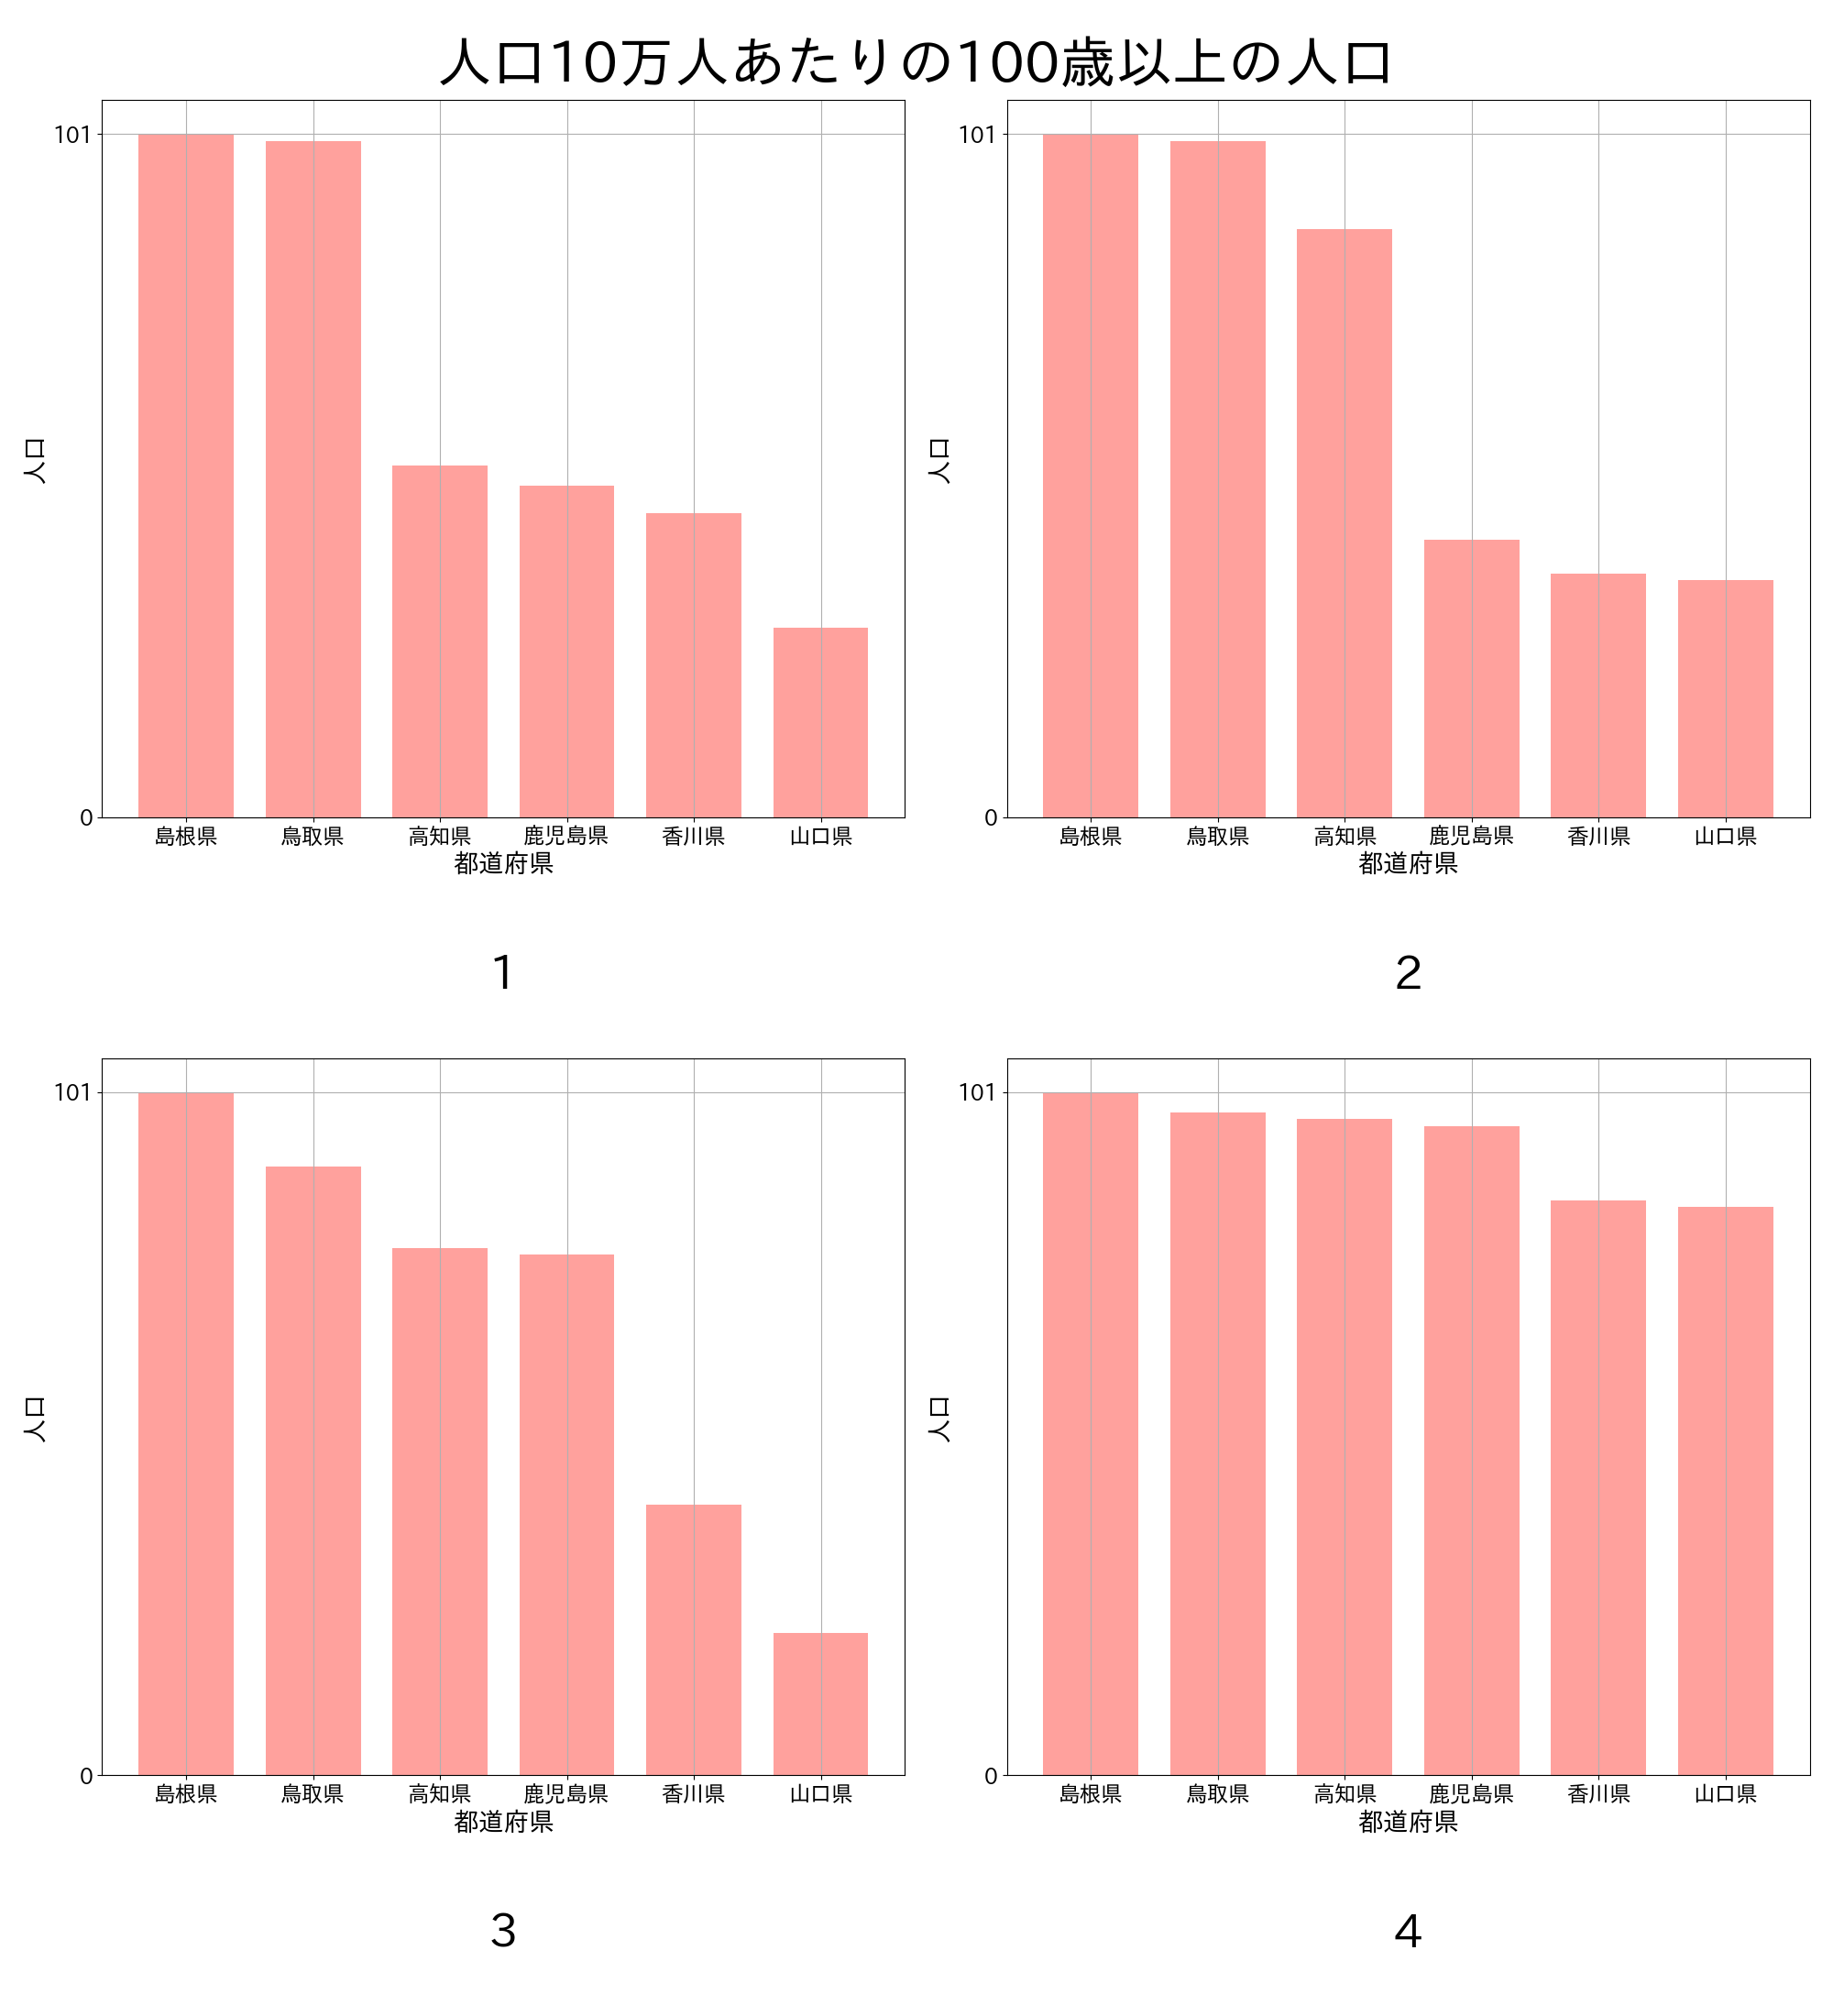 人口10万人あたりの100歳以上の人口
101
0
人口
島根県 鳥取県 高知県 鹿児島県 香川県 山口県
都道府県
1
101
0
人口
島根県 鳥取県 高知県 鹿児島県 香川県 山口県
都道府県
2
101
0
人口
島根県 鳥取県 高知県 鹿児島県 香川県 山口県
都道府県
3
101
0
人口
島根県 鳥取県 高知県 鹿児島県 香川県 山口県
都道府県
4